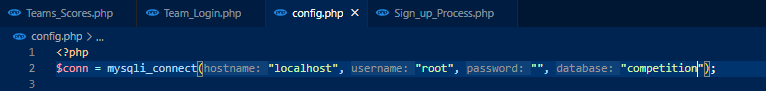 Teams_Scores.php Team_Login.php config.php × Sign_up_Process.php
config.php > ...
1 <?php
2 $conn = mysqli_connect(hostname: "localhost", username: "root", password: "", database: "competition");
3